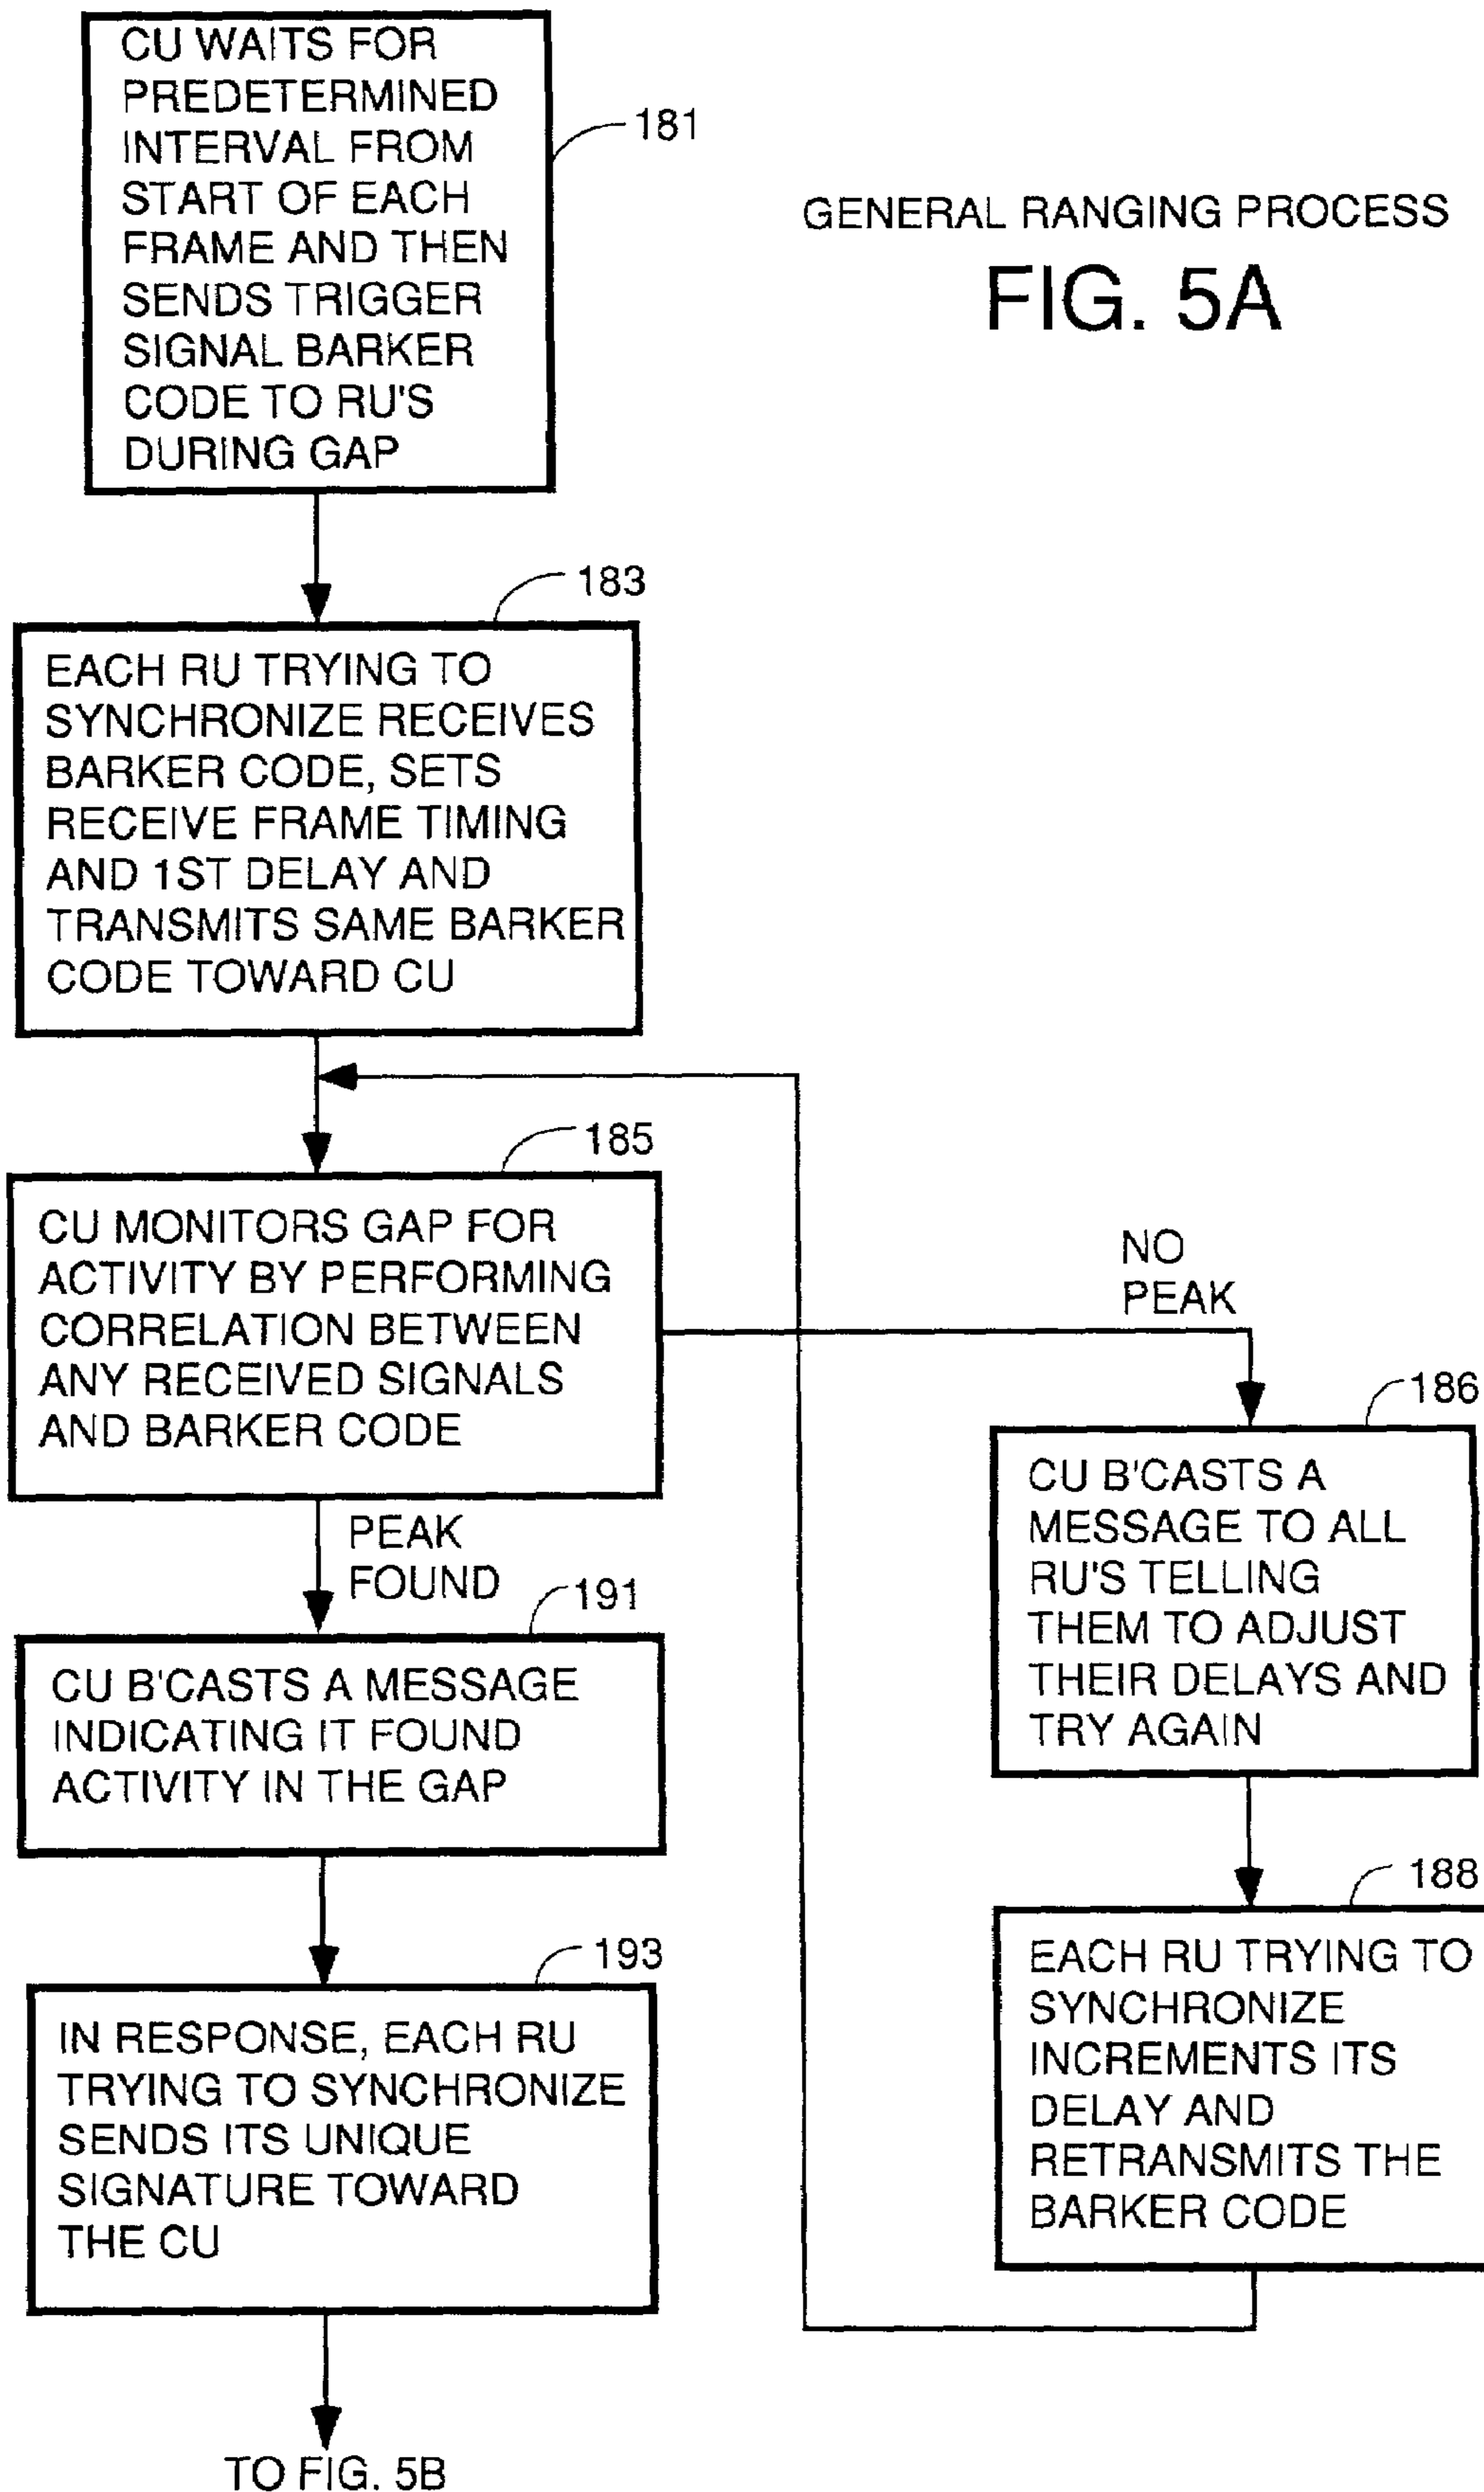 CU WAITS FOR
PREDETERMINED
INTERVAL FROM
START OF EACH
FRAME AND THEN
SENDS TRIGGER
SIGNAL BARKER
CODE TO RU'S
DURING GAP
181
GENERAL RANGING PROCESS
FIG. 5A
183
EACH RU TRYING TO
SYNCHRONIZE RECEIVES
BARKER CODE, SETS
RECEIVE FRAME TIMING
AND 1ST DELAY AND
TRANSMITS SAME BARKER
CODE TOWARD CU
185
CU MONITORS GAP FOR
ACTIVITY BY PERFORMING
CORRELATION BETWEEN
ANY RECEIVED SIGNALS
AND BARKER CODE
NO
PEAK
186
CU B'CASTS A
MESSAGE TO ALL
RU'S TELLING
THEM TO ADJUST
THEIR DELAYS AND
TRY AGAIN
PEAK
FOUND
191
CU B'CASTS A MESSAGE
INDICATING IT FOUND
ACTIVITY IN THE GAP
188
EACH RU TRYING TO
SYNCHRONIZE
INCREMENTS ITS
DELAY AND
RETRANSMITS THE
BARKER CODE
193
IN RESPONSE, EACH RU
TRYING TO SYNCHRONIZE
SENDS ITS UNIQUE
SIGNATURE TOWARD
THE CU
TO FIG. 5B